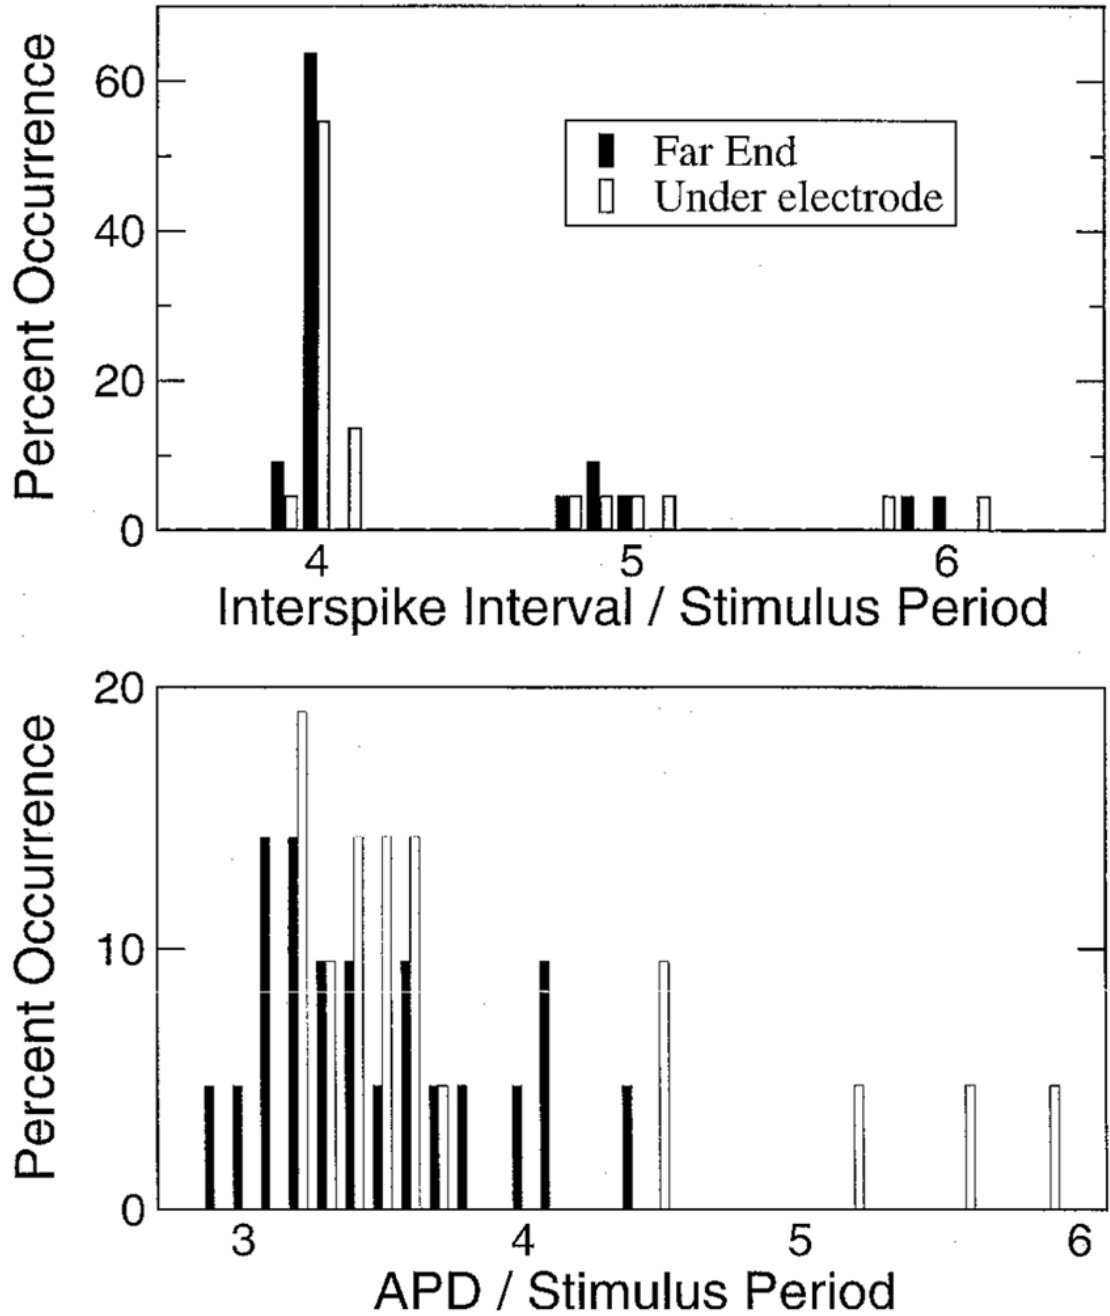 Percent Occurrence
60
40
20
0
Far End
Under electrode
4 5 6
Interspike Interval / Stimulus Period
Percent Occurrence
20
10
0
3 4 5 6
APD / Stimulus Period